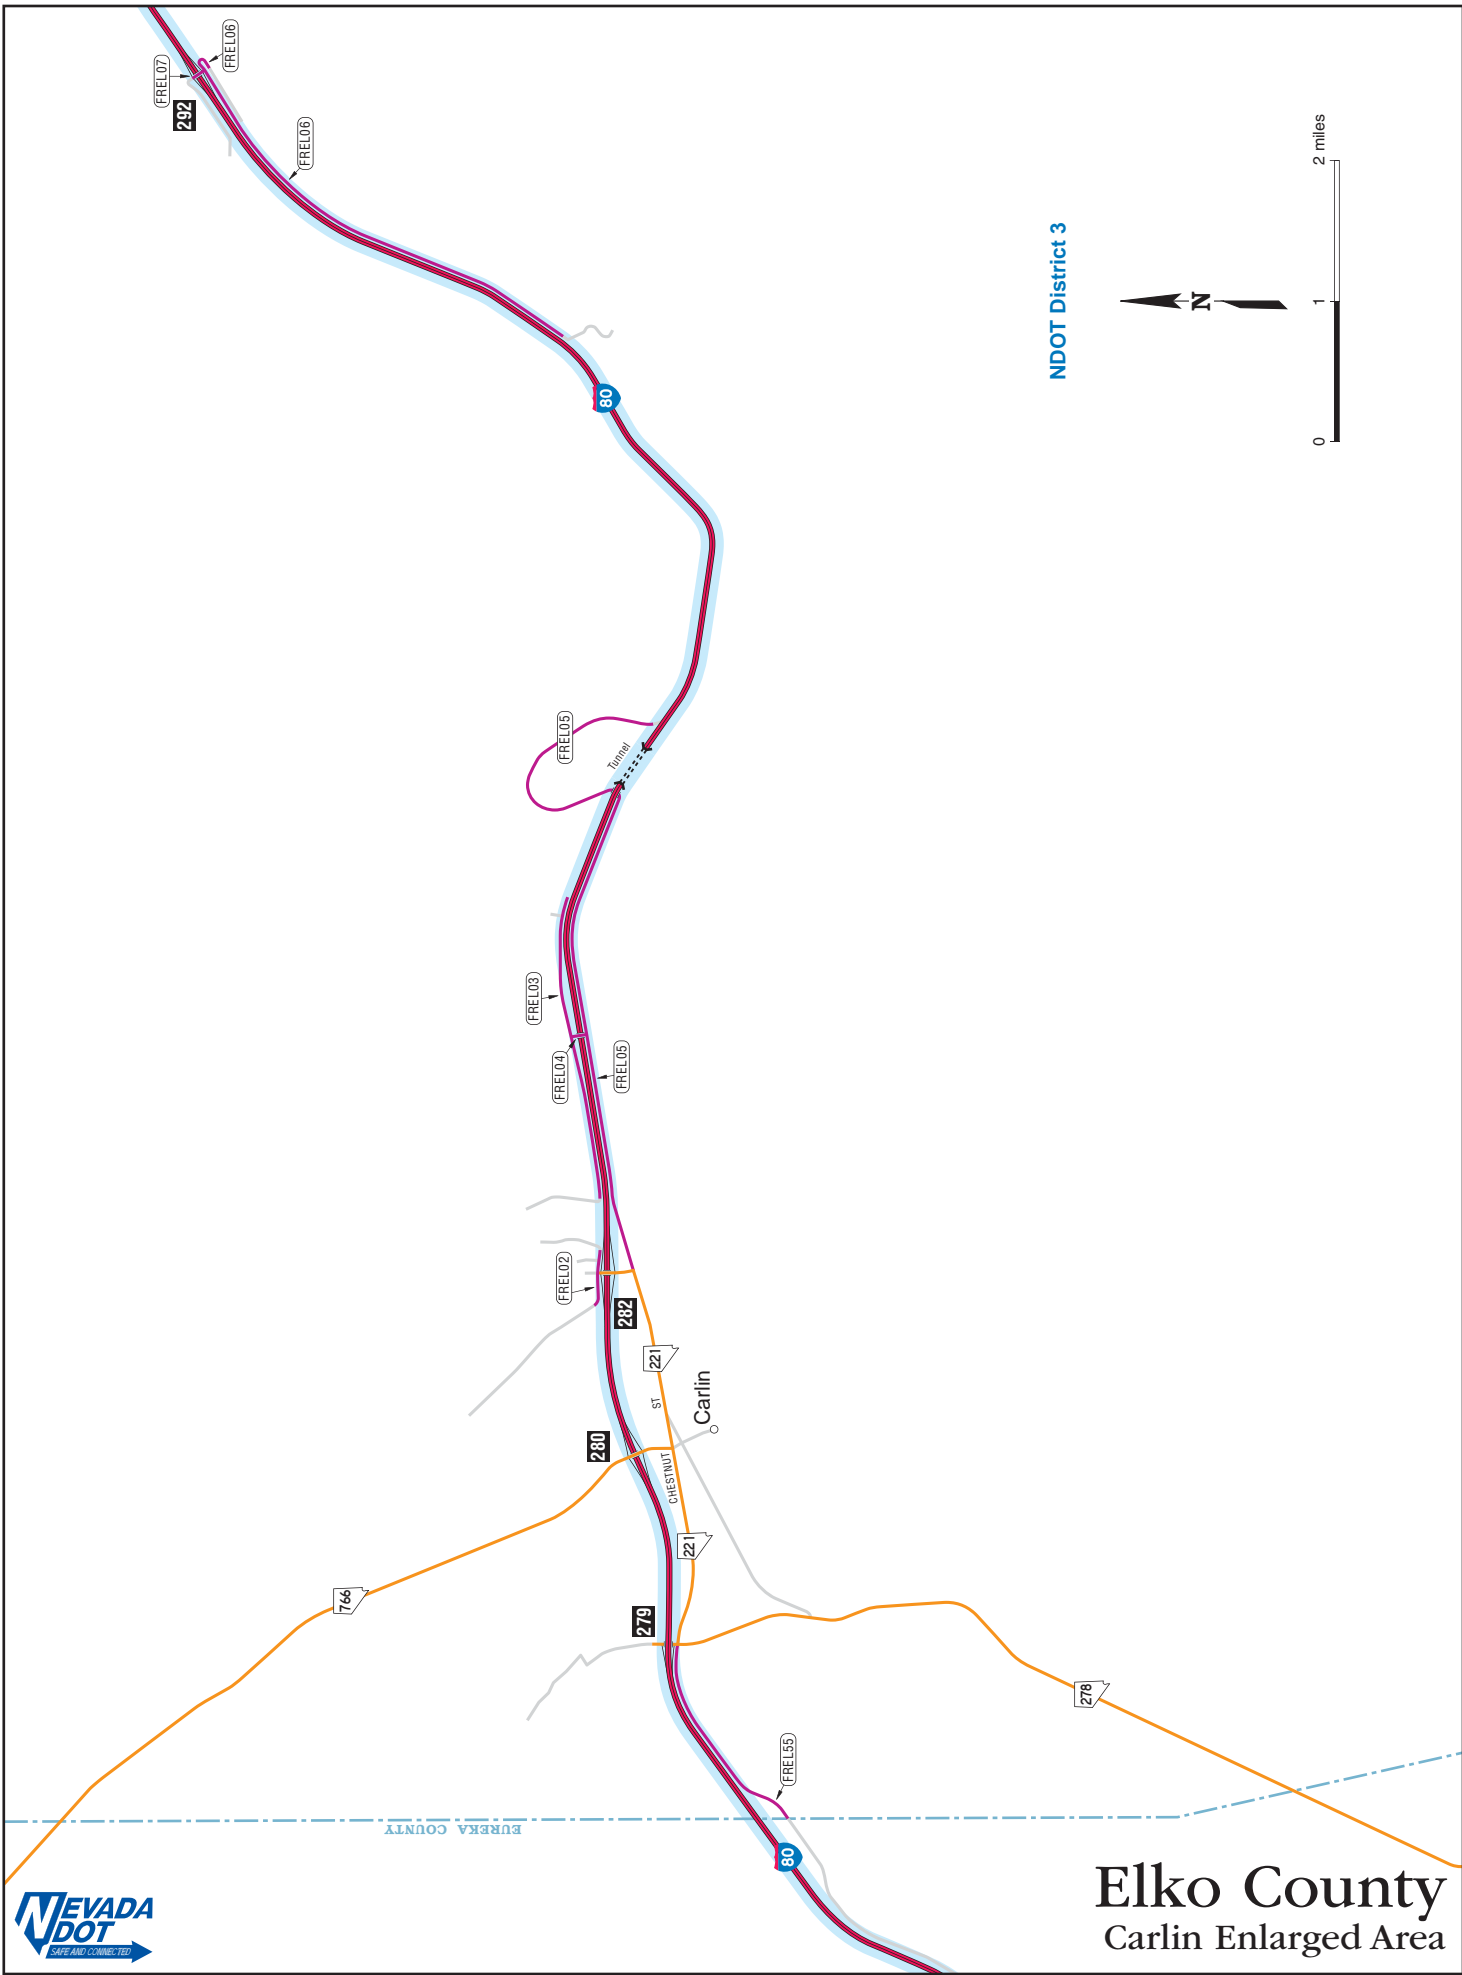 FREL06
FREL07
292
FREL06
2 miles
1
0
NDOT District 3
N
80
FREL05
Tunnel
FREL03
FREL04
FREL05
FREL02
282
221
ST
Carlin
280
CHESTNUT
221
766
279
278
FREL55
EUREKA COUNTY
80
NEVADA
DOT
SAFE AND CONNECTED
Elko County
Carlin Enlarged Area